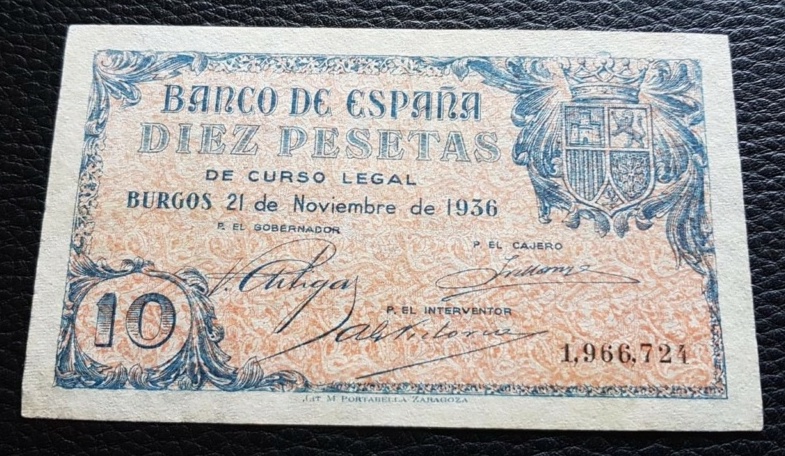 BANCO DE ESPAÑA
DIEZ PESETAS
DE CURSO LEGAL
BURGOS 21 de Noviembre de 1936
P. EL GOBERNADOR
P. EL CAJERO
P. EL INTERVENTOR
10
1,966,724
LIT M PORTABELLA ZARAGOZA